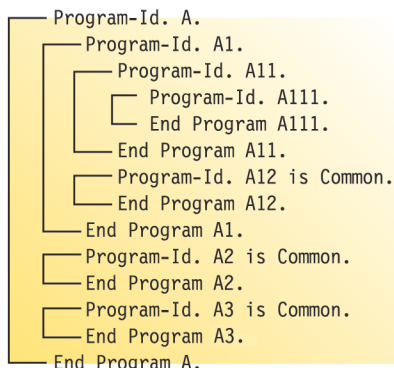 Program-Id. A.
Program-Id. A1.
Program-Id. A11.
Program-Id. A111.
End Program A111.
End Program A11.
Program-Id. A12 is Common.
End Program A12.
End Program A1.
Program-Id. A2 is Common.
End Program A2.
Program-Id. A3 is Common.
End Program A3.
End Program A.